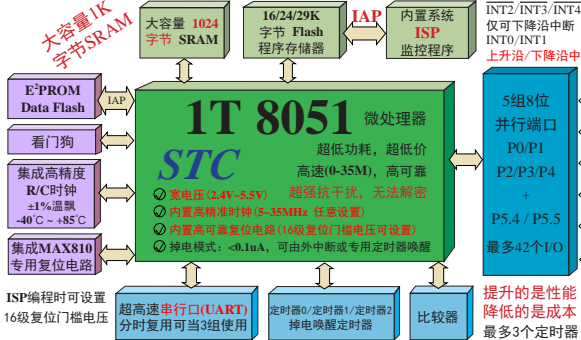 大容量1K
字节SRAM
大容量 1024
字节 SRAM
16/24/29K
字节 Flash
程序存储器
IAP
内置系统
ISP
监控程序
INT2/INT3/INT4
仅可下降沿中断
INT0/INT1
上升沿/下降沿中
E²PROM
Data Flash
IAP
看门狗
集成高精度
R/C时钟
±1%温飘
-40℃ ~ +85℃
集成MAX810
专用复位电路
1T 8051 微处理器
STC
超低功耗，超低价
高速(0-35M)，高可靠
超强抗干扰，无法解密
宽电压(2.4V~5.5V)
内置高精准时钟(5~35MHz 任意设置)
内置高可靠复位电路(16级复位门槛电压可设置)
掉电模式：<0.1uA，可由外中断或专用定时器唤醒
5组8位
并行端口
P0/P1
P2/P3/P4
+
P5.4 / P5.5
最多42个I/O
ISP编程时可设置
16级复位门槛电压
超高速串行口(UART)
分时复用可当3组使用
定时器0/定时器1/定时器2
掉电唤醒定时器
比较器
提升的是性能
降低的是成本
最多3个定时器